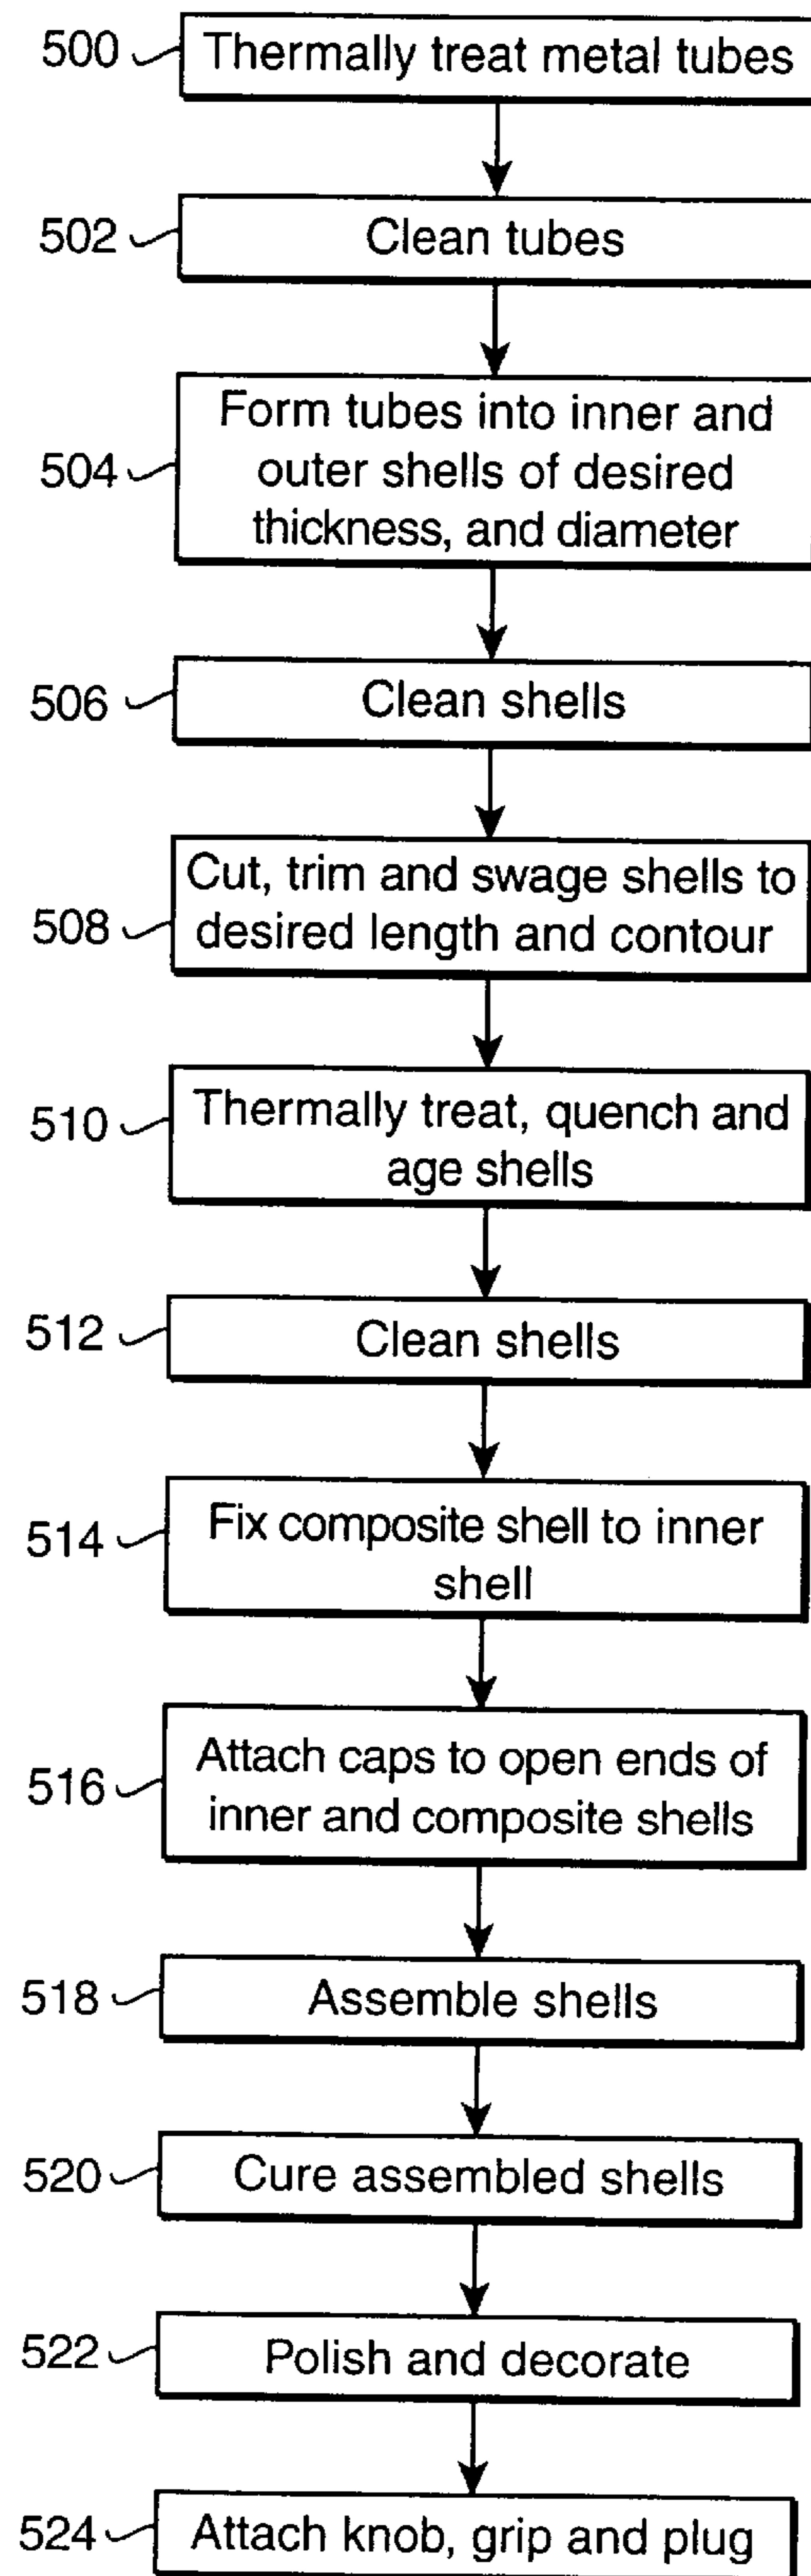 500 Thermally treat metal tubes
502 Clean tubes
504 Form tubes into inner and
outer shells of desired
thickness, and diameter
506 Clean shells
508 Cut, trim and swage shells to
desired length and contour
510 Thermally treat, quench and
age shells
512 Clean shells
514 Fix composite shell to inner
shell
516 Attach caps to open ends of
inner and composite shells
518 Assemble shells
520 Cure assembled shells
522 Polish and decorate
524 Attach knob, grip and plug